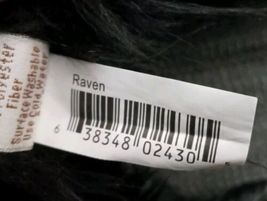 Raven
6 38348 02430
Polyester
Fiber
Surface Washable